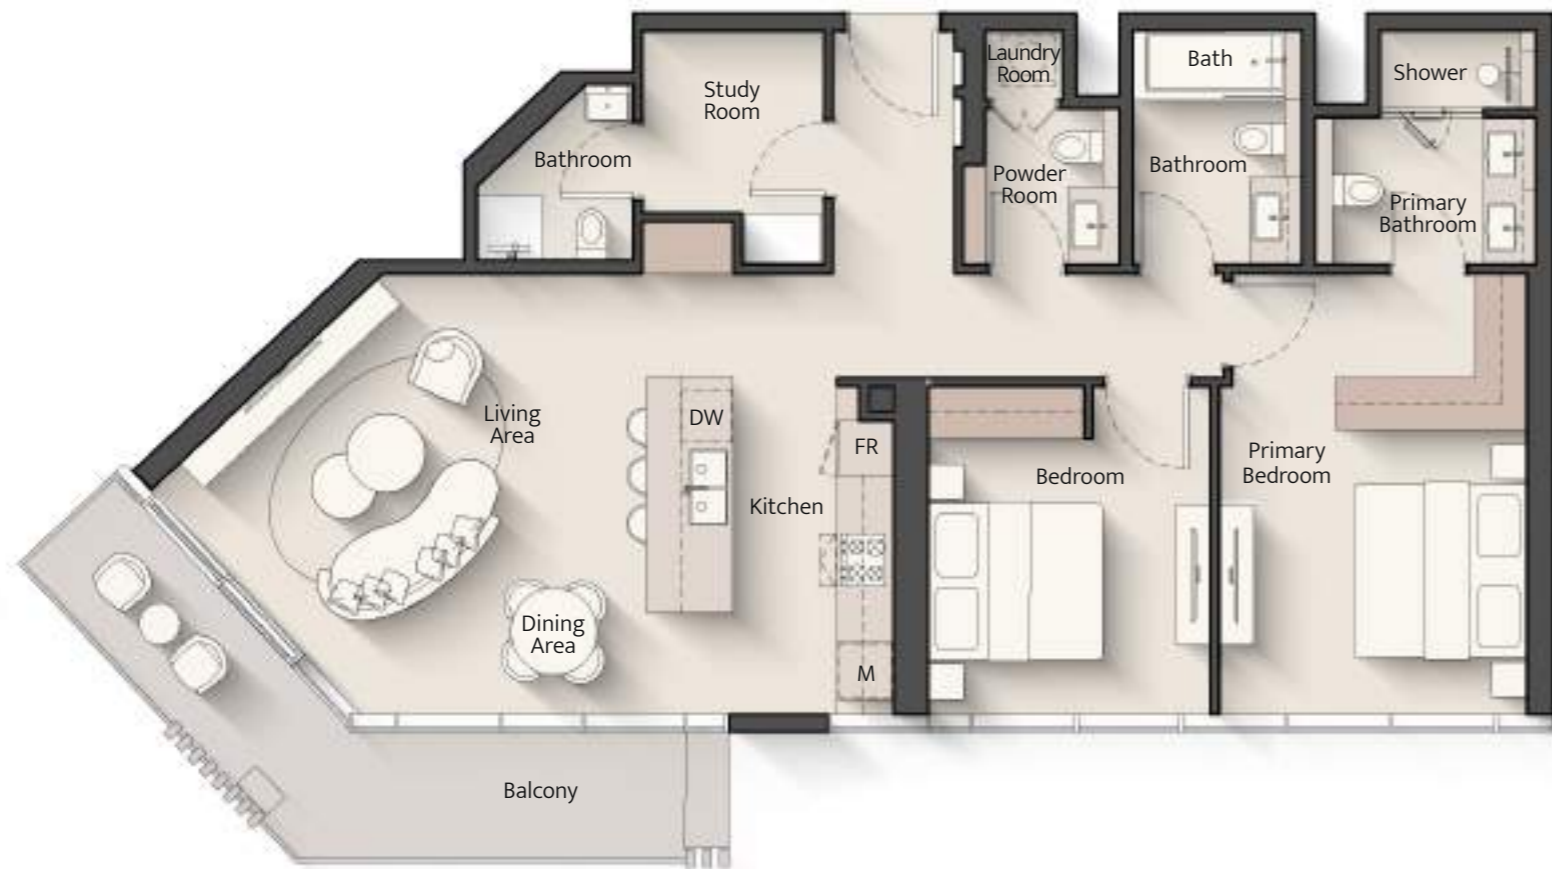 Laundry
Room
Bath
Shower
Study
Room
Bathroom
Bathroom
Powder
Room
Primary
Bathroom
Living
Area
DW
FR
Kitchen
Bedroom
Primary
Bedroom
Dining
Area
M
Balcony